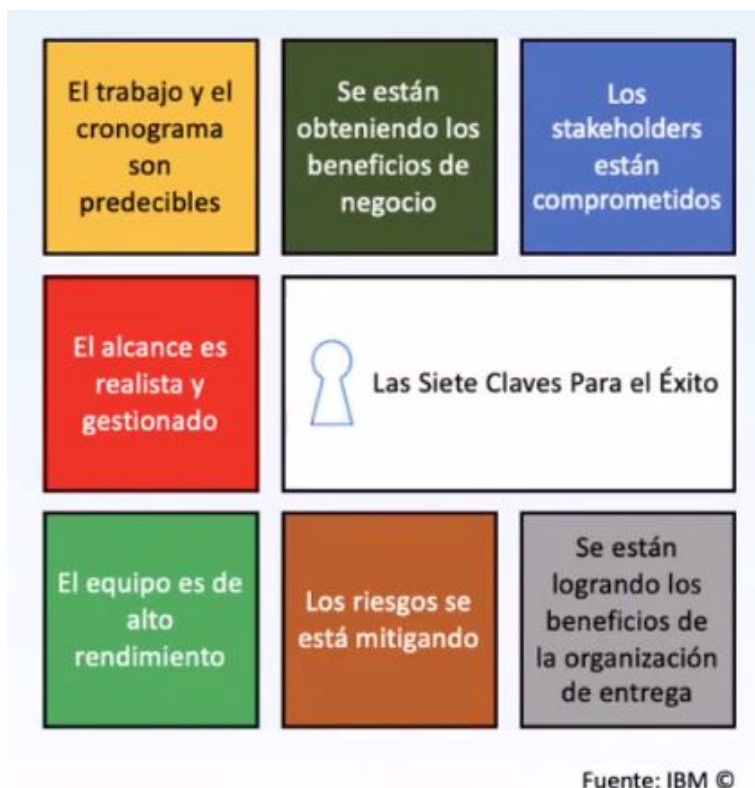 El trabajo y el
cronograma
son
predecibles
Se están
obteniendo los
beneficios de
negocio
Los
stakeholders
están
comprometidos
El alcance es
realista y
gestionado
Las Siete Claves Para el Éxito
El equipo es de
alto
rendimiento
Los riesgos se
está mitigando
Se están
logrando los
beneficios de
la organización
de entrega
Fuente: IBM ©